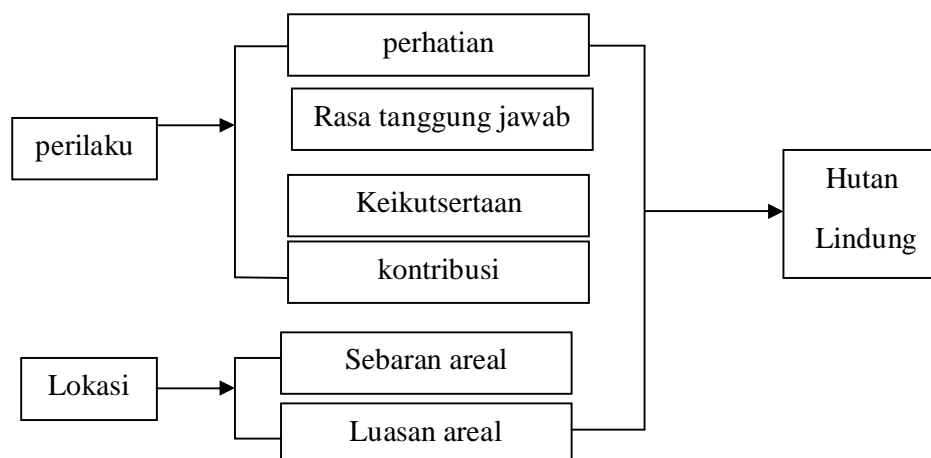 perhatian
Rasa tanggung jawab
perilaku
Keikutsertaan
kontribusi
Hutan
Lindung
Sebaran areal
Lokasi
Luasan areal